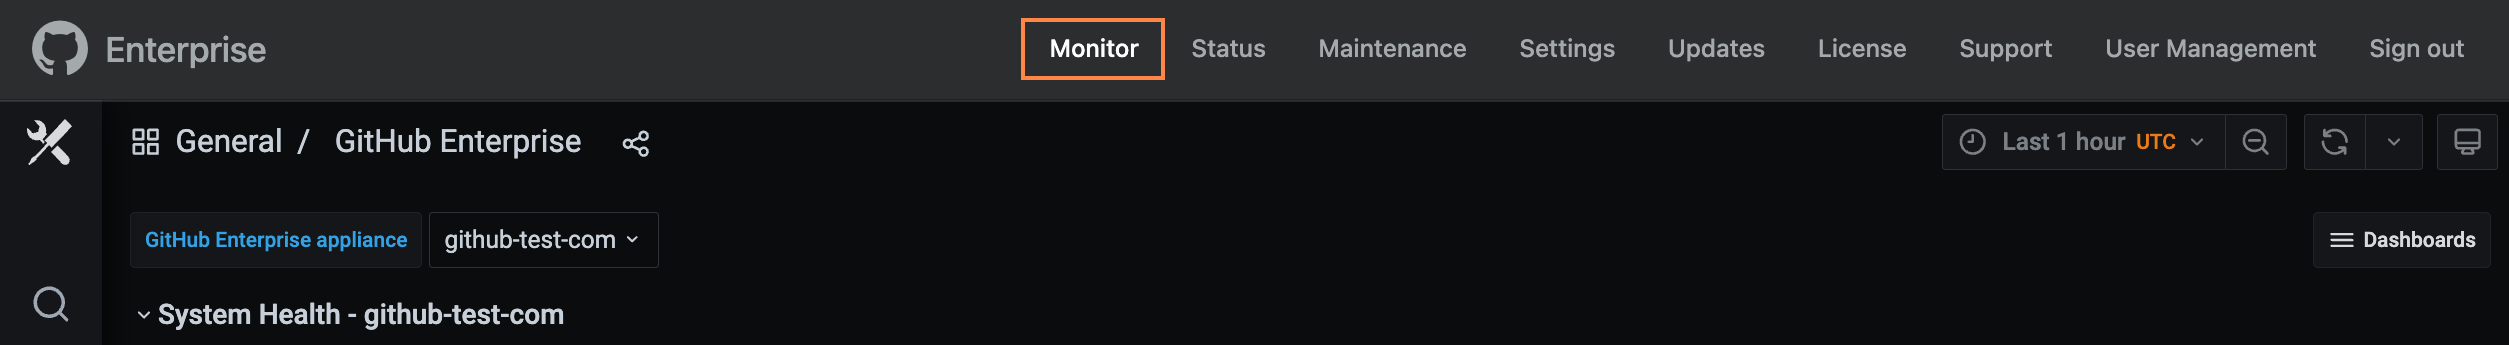 Enterprise Monitor Status Maintenance Settings Updates License Support User Management Sign out
General / GitHub Enterprise Last 1 hour UTC
GitHub Enterprise appliance github-test-com Dashboards
System Health - github-test-com